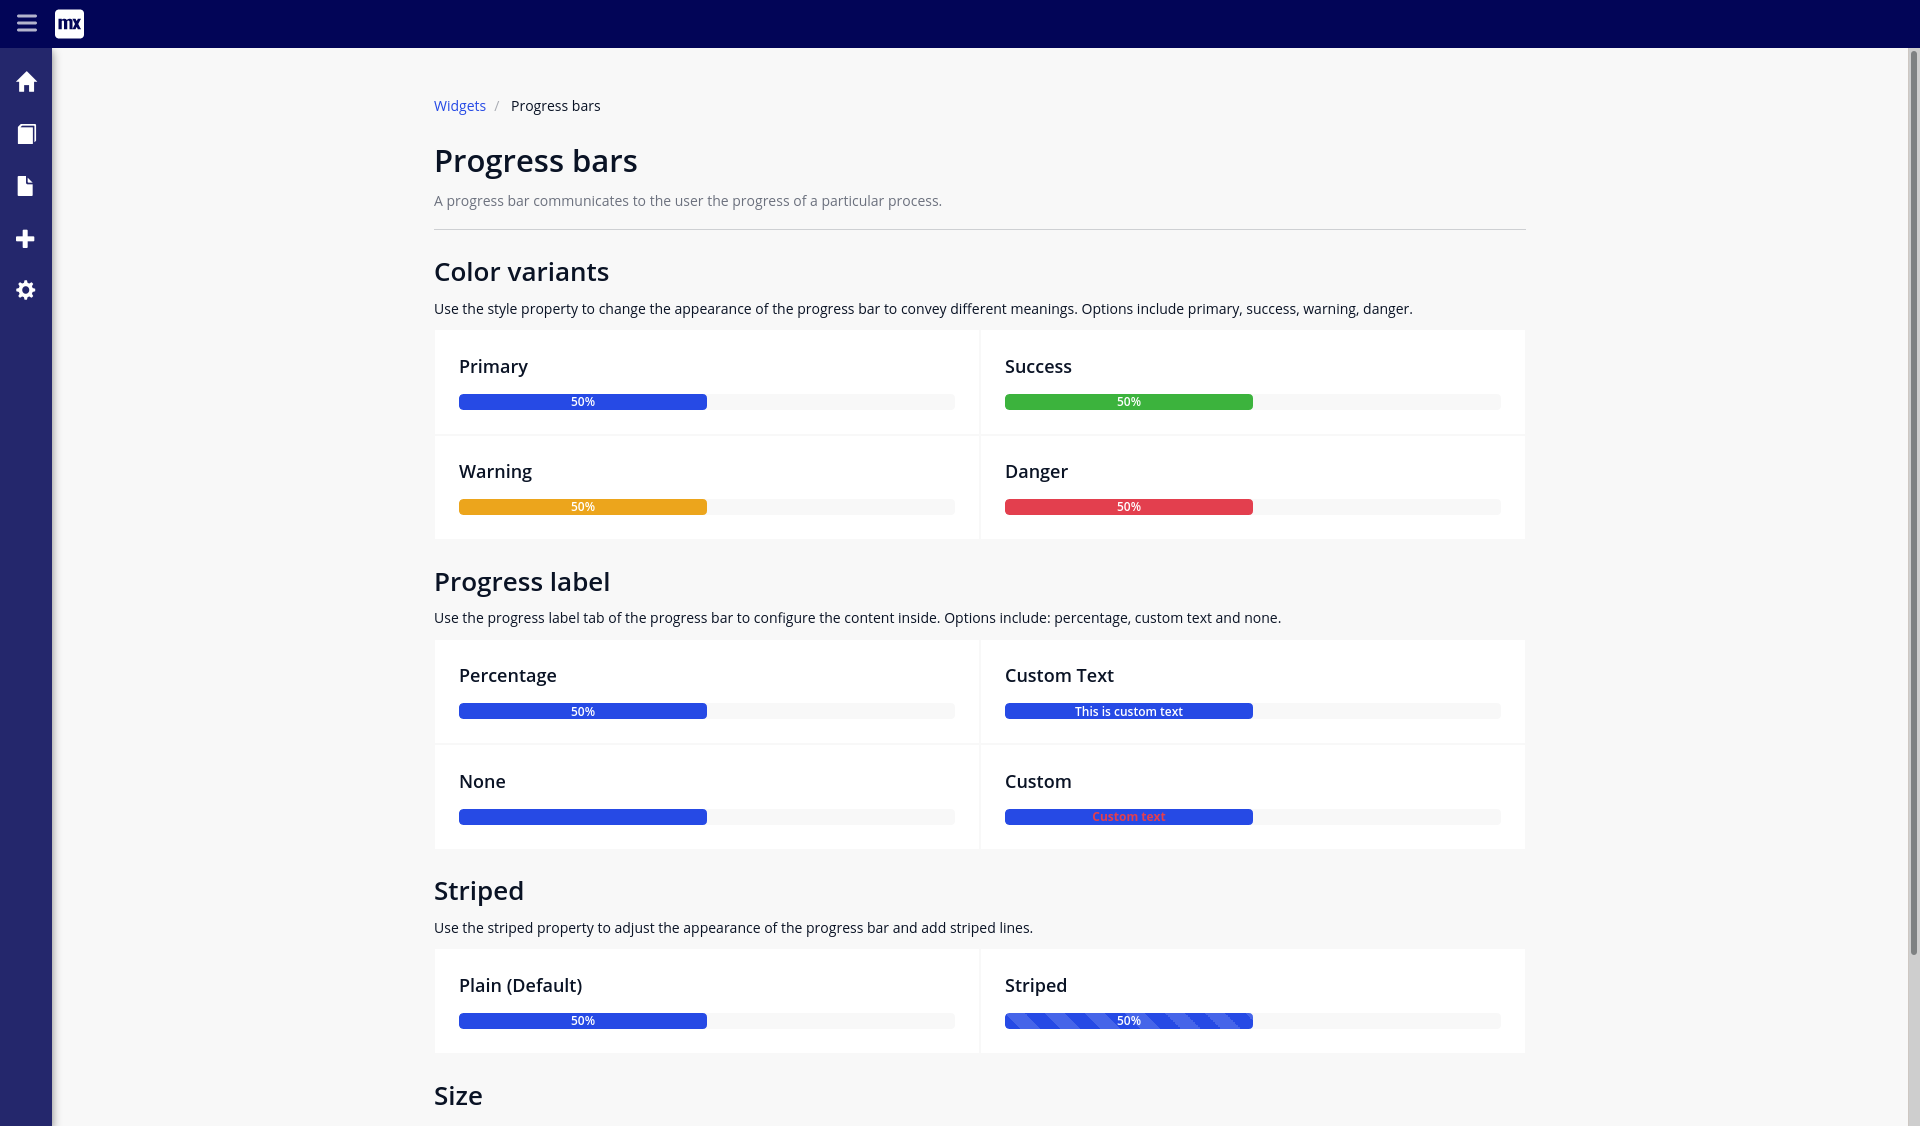 mx
Widgets / Progress bars
Progress bars
A progress bar communicates to the user the progress of a particular process.
Color variants
Use the style property to change the appearance of the progress bar to convey different meanings. Options include primary, success, warning, danger.
Primary
50%
Success
50%
Warning
50%
Danger
50%
Progress label
Use the progress label tab of the progress bar to configure the content inside. Options include: percentage, custom text and none.
Percentage
50%
Custom Text
This is custom text
None
Custom
Custom text
Striped
Use the striped property to adjust the appearance of the progress bar and add striped lines.
Plain (Default)
50%
Striped
50%
Size